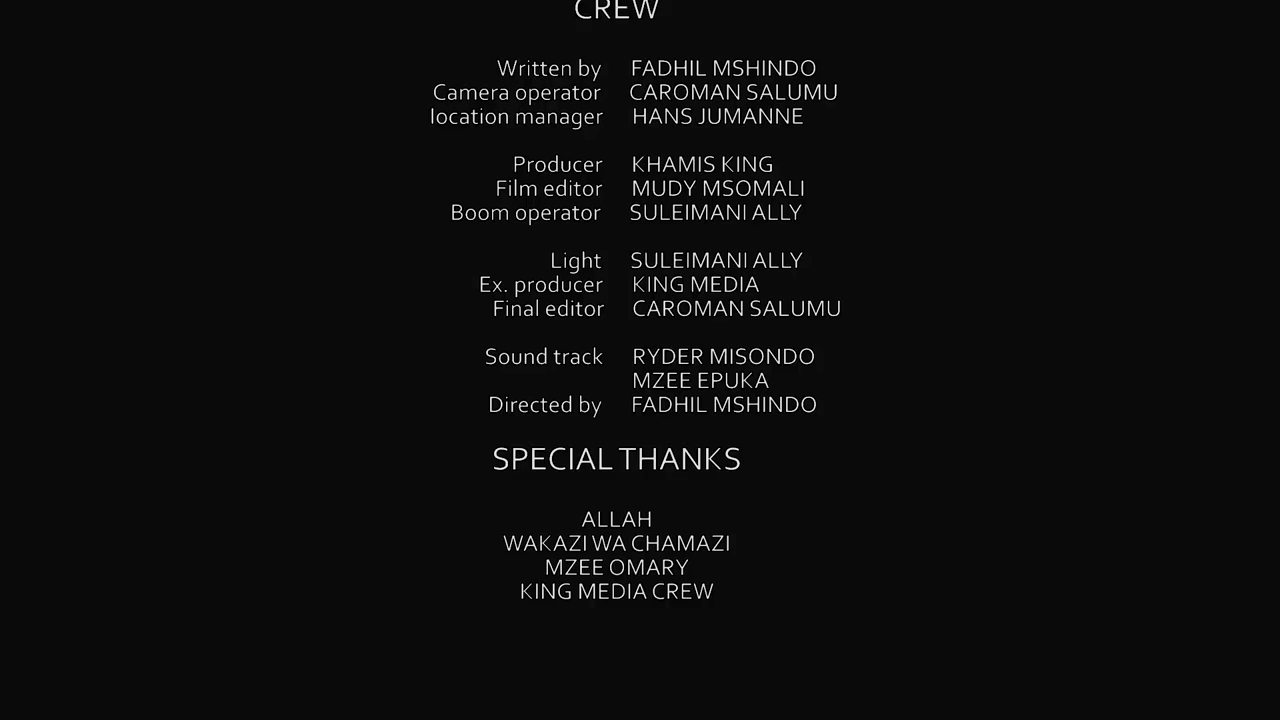 CREW
Written by FADHIL MSHINDO
Camera operator CAROMAN SALUMU
location manager HANS JUMANNE
Producer KHAMIS KING
Film editor MUDY MSOMALI
Boom operator SULEIMANI ALLY
Light SULEIMANI ALLY
Ex. producer KING MEDIA
Final editor CAROMAN SALUMU
Sound track RYDER MISONDO
MZEE EPUKA
Directed by FADHIL MSHINDO
SPECIAL THANKS
ALLAH
WAKAZI WA CHAMAZI
MZEE OMARY
KING MEDIA CREW